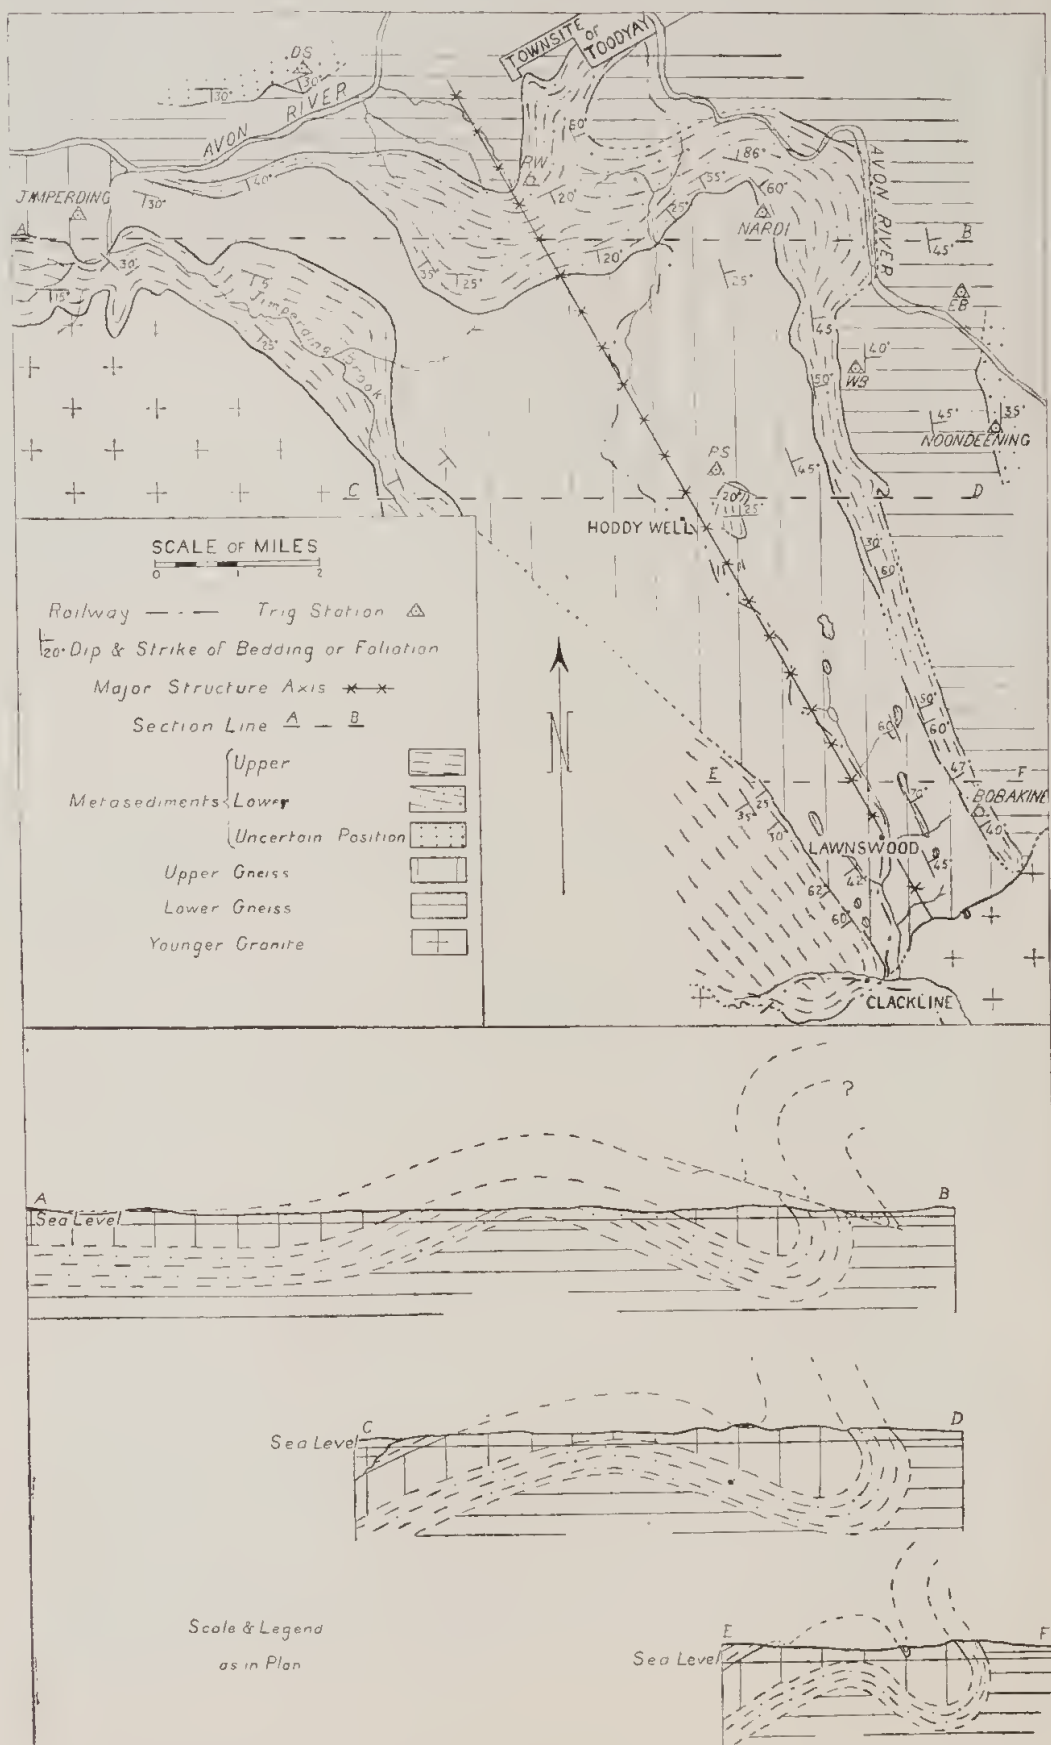 TOWNSITE
OF
TOODYAY
DS
30°
30°
AVON RIVER
60°
RW
40°
20°
86°
35°
60°
25°
NARDI
AVON RIVER
JIMPERDING
30°
A
B
45°
30°
35°
25°
20°
25°
15°
75
Jimperding Brook
25°
EB
45
40°
WB
50°
45°
35°
NOONDEENING
PS
45°
C
D
20°
25°
HODDY WELL
30°
60°
SCALE OF MILES
0 1 2
Railway Trig Station
20° Dip & Strike of Bedding or Foliation
Major Structure Axis
Section Line A B
Metasediments
Upper
Lower
Uncertain Position
Upper Gneiss
Lower Gneiss
Younger Granite
N
50°
60°
60°
47
E
F
25
35°
30°
70°
BOBAKINE
40°
LAWNSWOOD
42°
45°
62
60
CLACKLINE
?
A
B
Sea Level
C
D
Sea Level
Scale & Legend
as in Plan
E
F
Sea Level